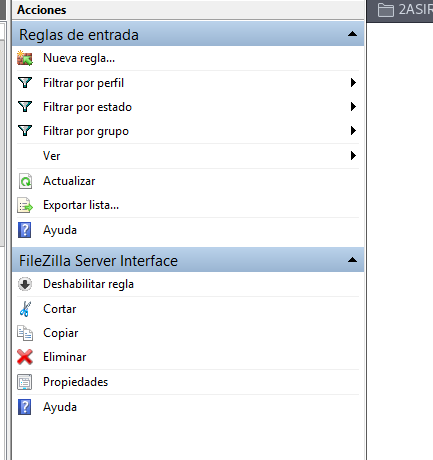 Acciones
2ASIR
Reglas de entrada
Nueva regla...
Filtrar por perfil
Filtrar por estado
Filtrar por grupo
Ver
Actualizar
Exportar lista...
Ayuda
FileZilla Server Interface
Deshabilitar regla
Cortar
Copiar
Eliminar
Propiedades
Ayuda